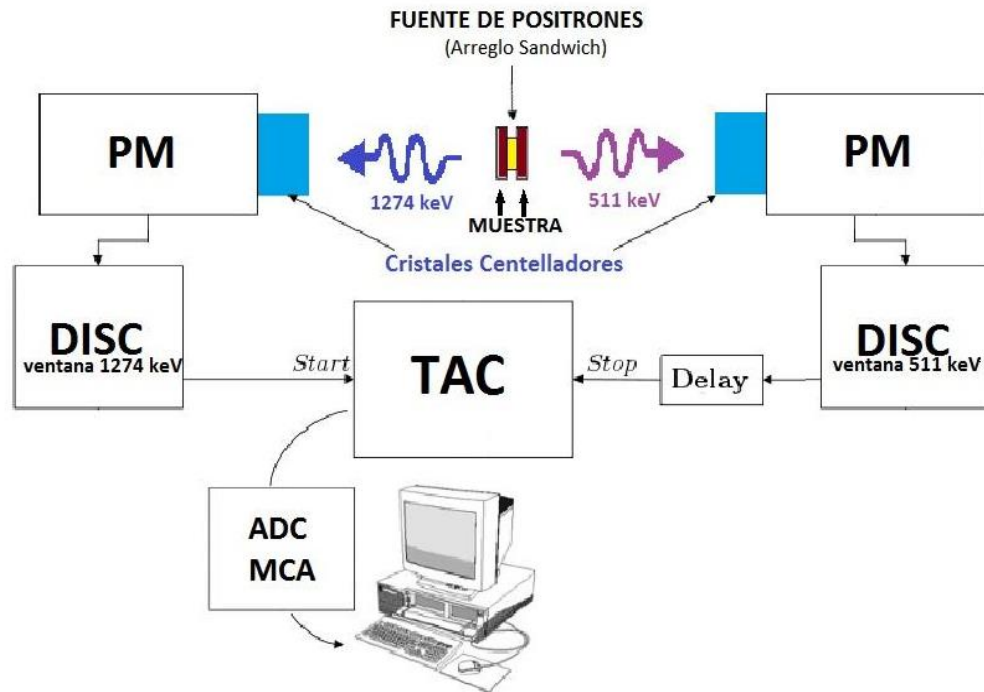 FUENTE DE POSITRONES
(Arreglo Sandwich)
PM
PM
1274 keV
511 keV
MUESTRA
Cristales Centelladores
DISC
ventana 1274 keV
Start
TAC
Stop
Delay
DISC
ventana 511 keV
ADC
MCA